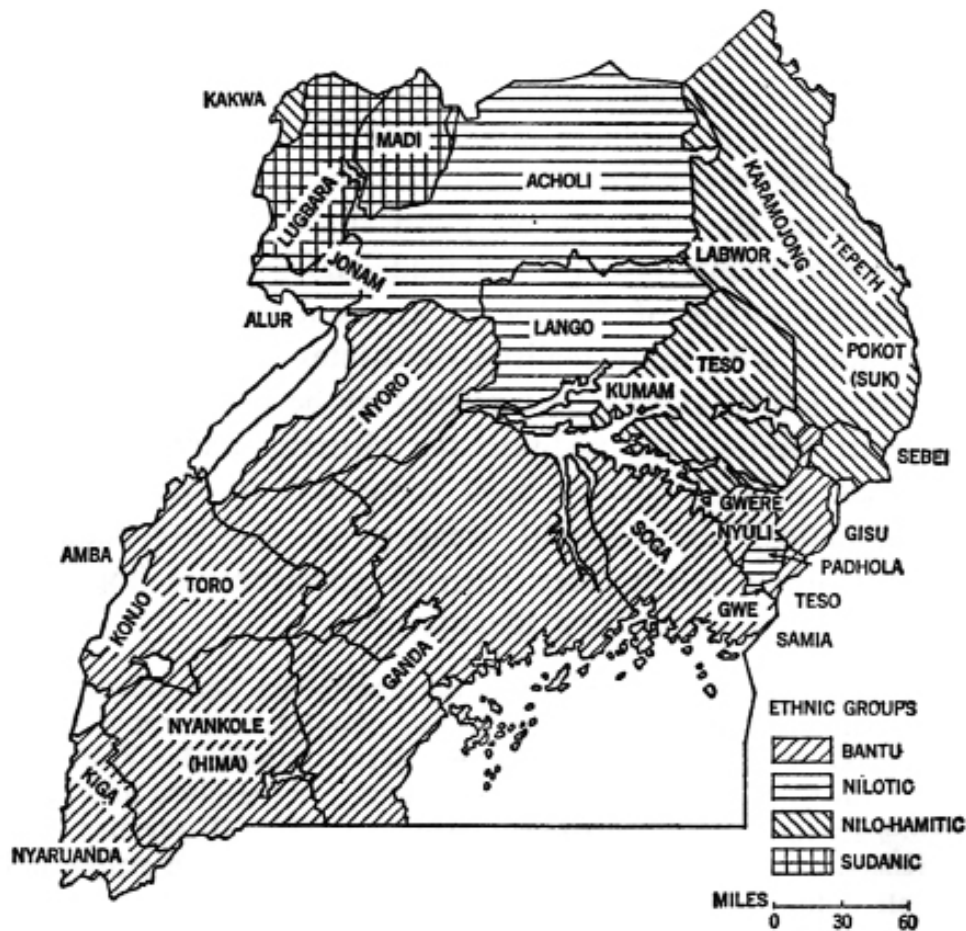 KAKWA
MADI
ACHOLI
LUGBARA
JONAM
KARAMOJONG
TEPETH
LABWOR
ALUR
LANGO
NYORO
TESO
POKOT
(SUK)
KUMAM
SEBEI
GWERE
NYULI
GISU
SOGA
AMBA
TORO
KONJO
PADHOLA
TESO
GWE
SAMIA
GANDA
NYANKOLE
(HIMA)
KIGA
NYARUANDA
ETHNIC GROUPS
BANTU
NILOTIC
NILO-HAMITIC
SUDANIC
MILES
0 30 60